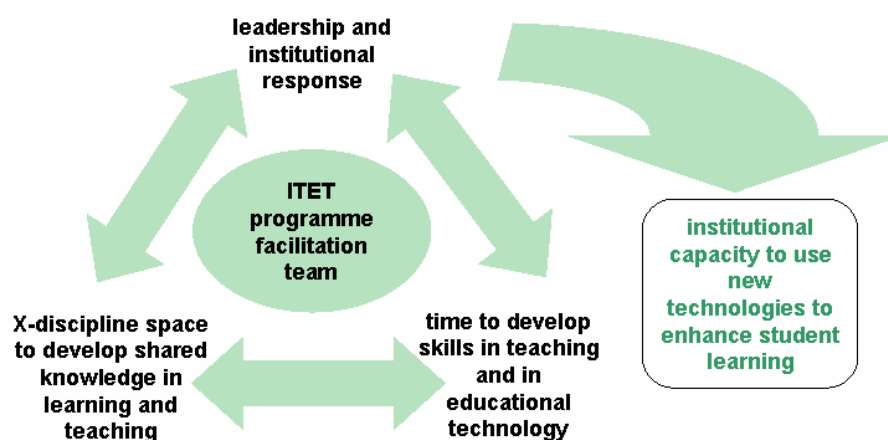 leadership and
institutional
response
ITET
programme
facilitation
team
institutional
capacity to use
new
technologies to
enhance student
learning
X-discipline space
to develop shared
knowledge in
learning and
teaching
time to develop
skills in teaching
and in
educational
technology